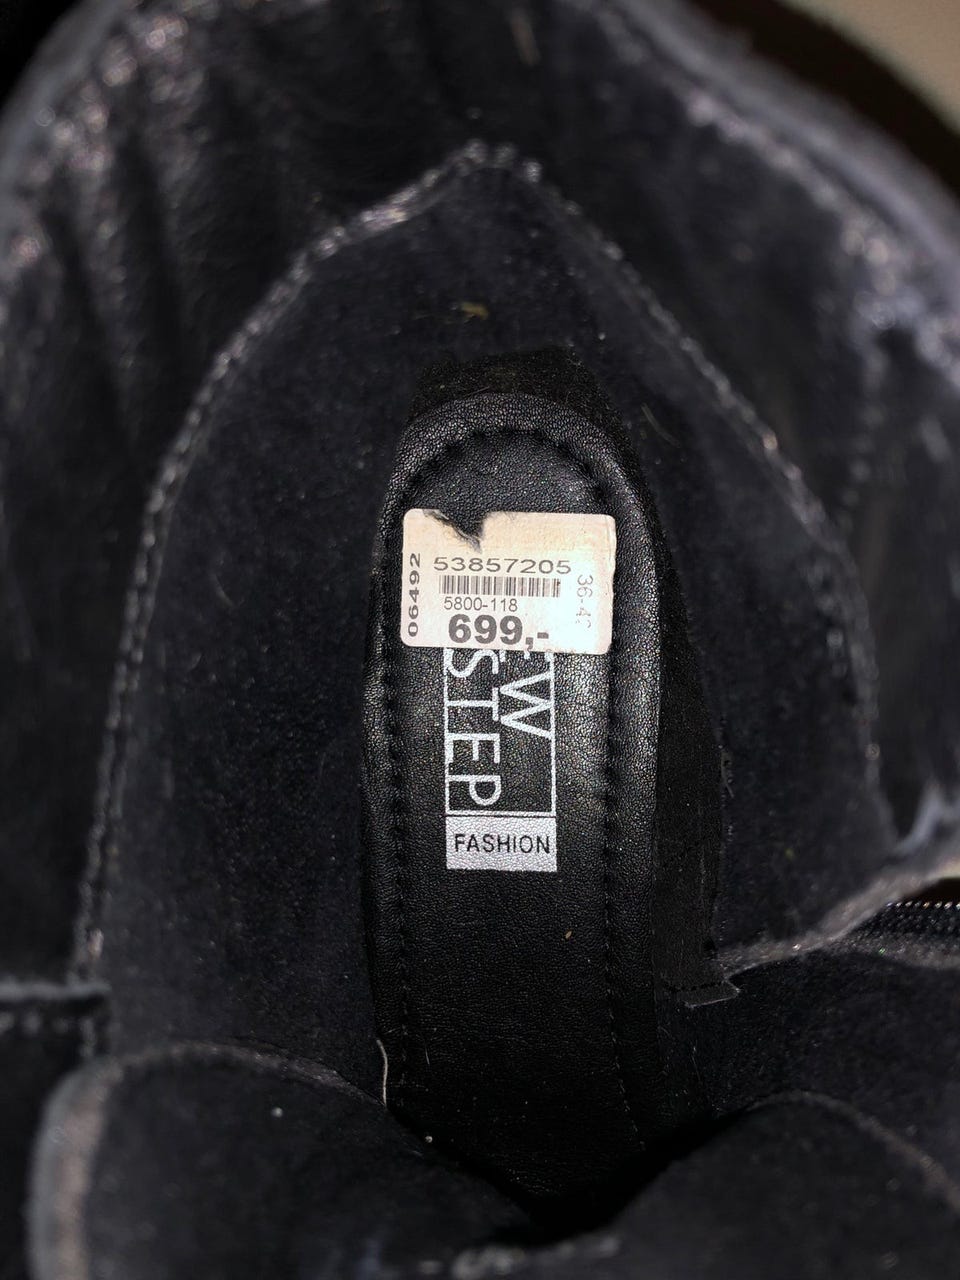 53857205
06492
5800-118
699,-
STEP
FASHION